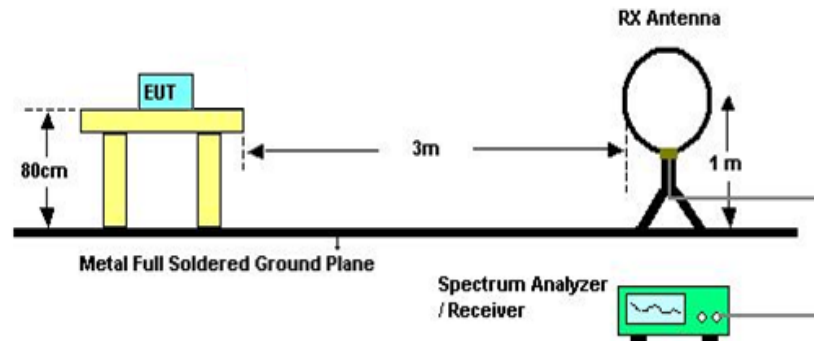 RX Antenna
EUT
80cm
3m
1 m
Metal Full Soldered Ground Plane
Spectrum Analyzer
/ Receiver